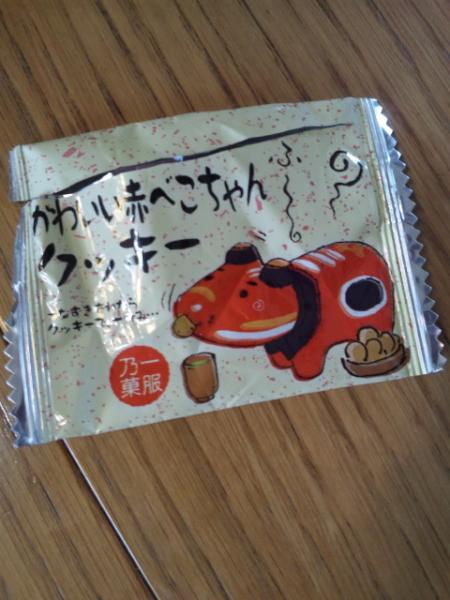 かわいい赤べこちゃん
クッキー
ふ〜
一服
乃菓